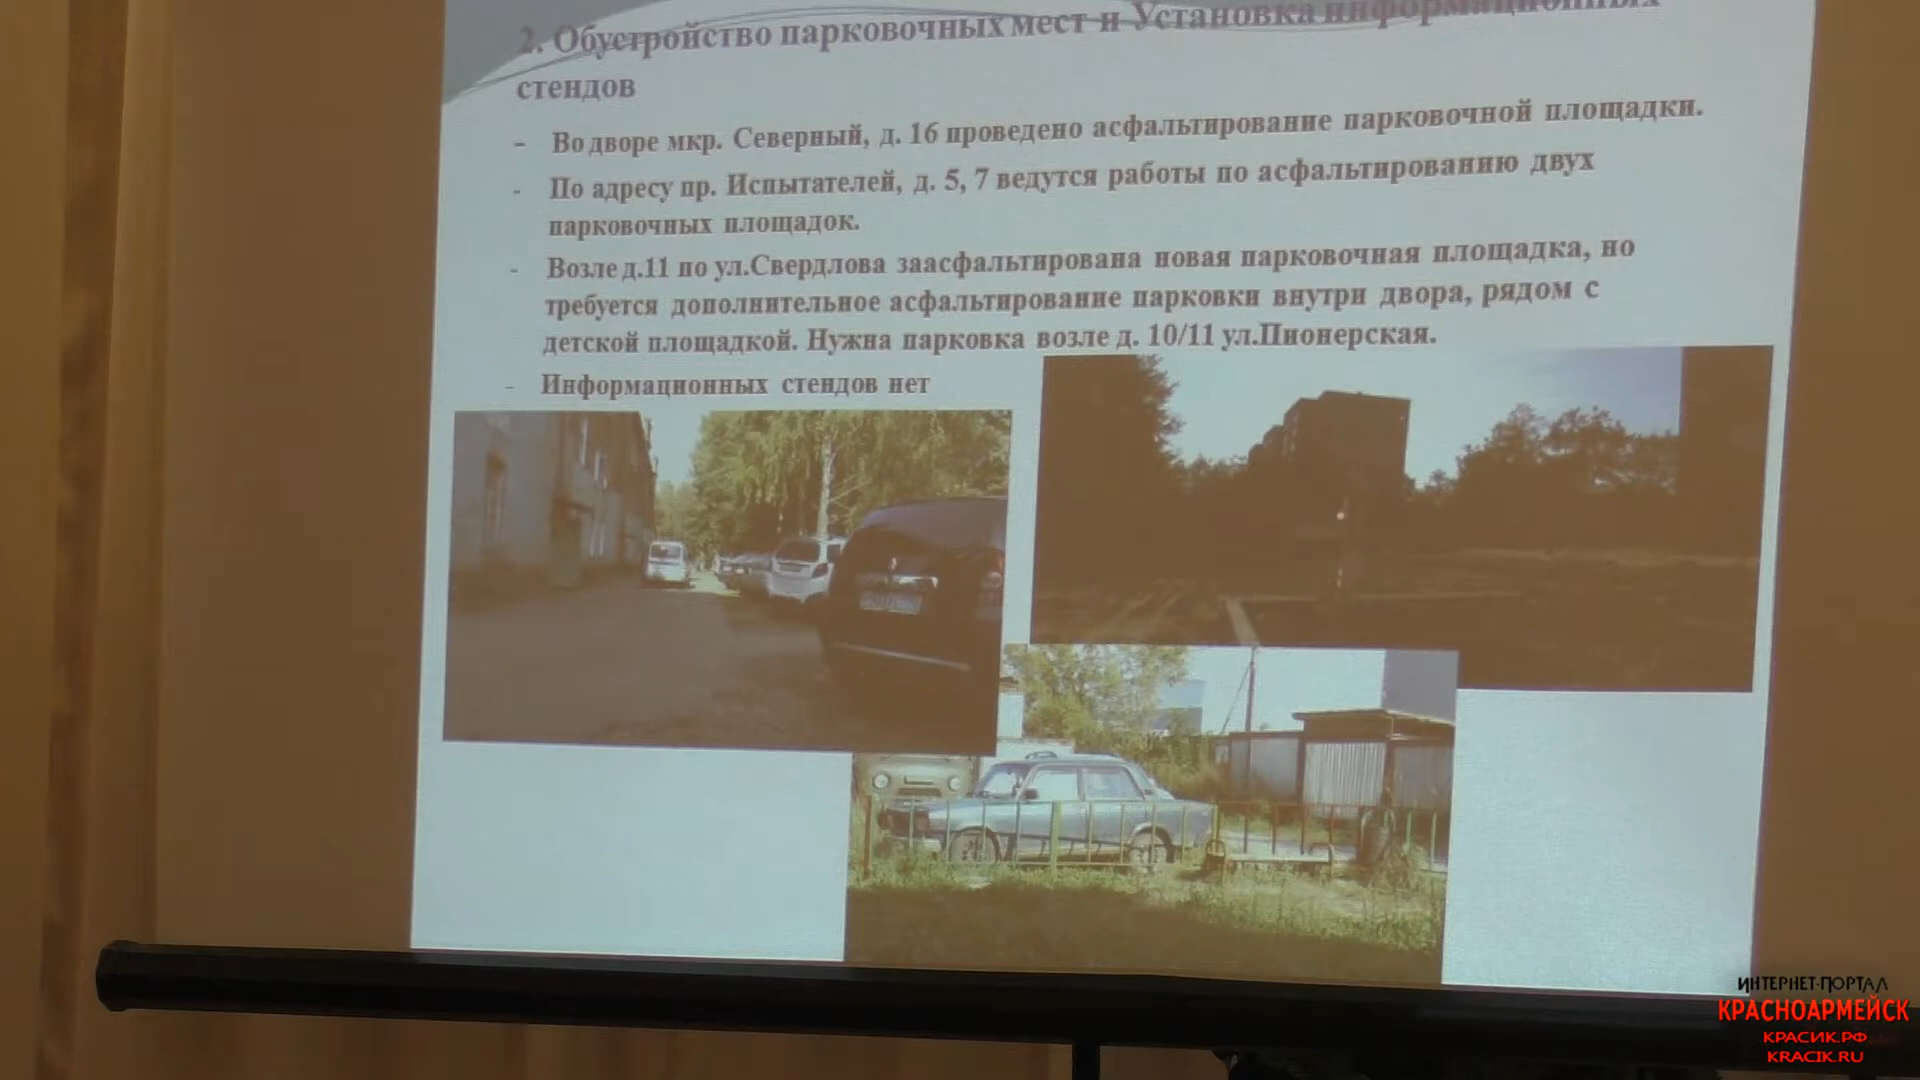 2. Обустройство парковочных мест и Установка информационных
стендов
- Во дворе мкр. Северный, д. 16 проведено асфальтирование парковочной площадки.
- По адресу пр. Испытателей, д. 5, 7 ведутся работы по асфальтированию двух
парковочных площадок.
- Возле д.11 по ул.Свердлова заасфальтирована новая парковочная площадка, но
требуется дополнительное асфальтирование парковки внутри двора, рядом с
детской площадкой. Нужна парковка возле д. 10/11 ул.Пионерская.
- Информационных стендов нет
ИНТЕРНЕТ-ПОРТАЛ
КРАСНОАРМЕЙСК
КРАСИК.РФ
KRACIK.RU